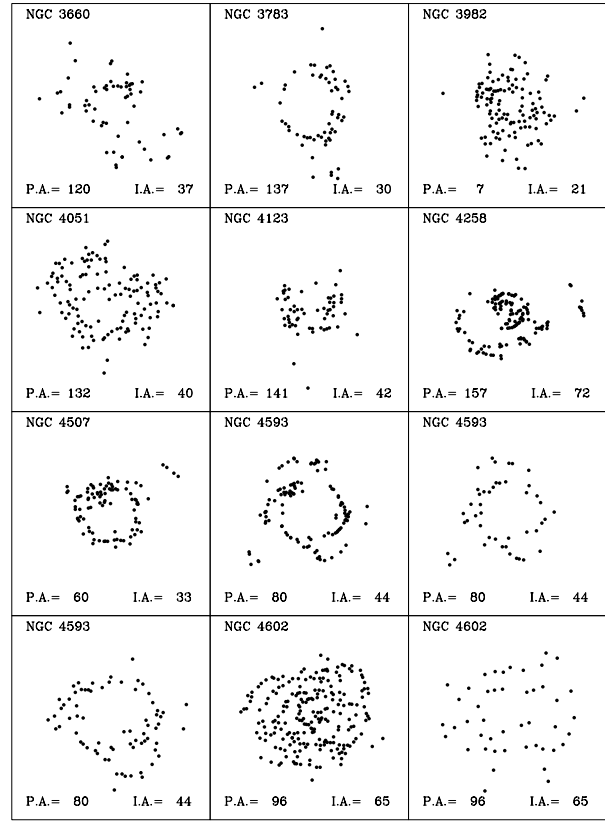 NGC 3660
P.A.= 120 I.A.= 37
NGC 3783
P.A.= 137 I.A.= 30
NGC 3982
P.A.= 7 I.A.= 21
NGC 4051
P.A.= 132 I.A.= 40
NGC 4123
P.A.= 141 I.A.= 42
NGC 4258
P.A.= 157 I.A.= 72
NGC 4507
P.A.= 60 I.A.= 33
NGC 4593
P.A.= 80 I.A.= 44
NGC 4593
P.A.= 80 I.A.= 44
NGC 4593
P.A.= 80 I.A.= 44
NGC 4602
P.A.= 96 I.A.= 65
NGC 4602
P.A.= 96 I.A.= 65